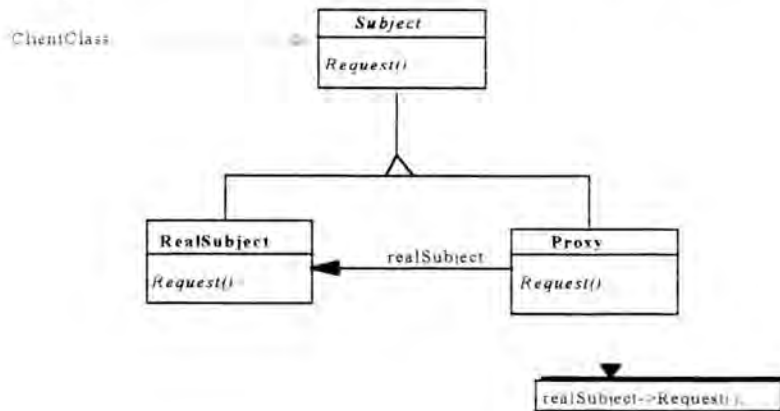 Subject
ClientClass
Request()
RealSubject
Proxy
realSubject
Request()
Request()
realSubject->Request();